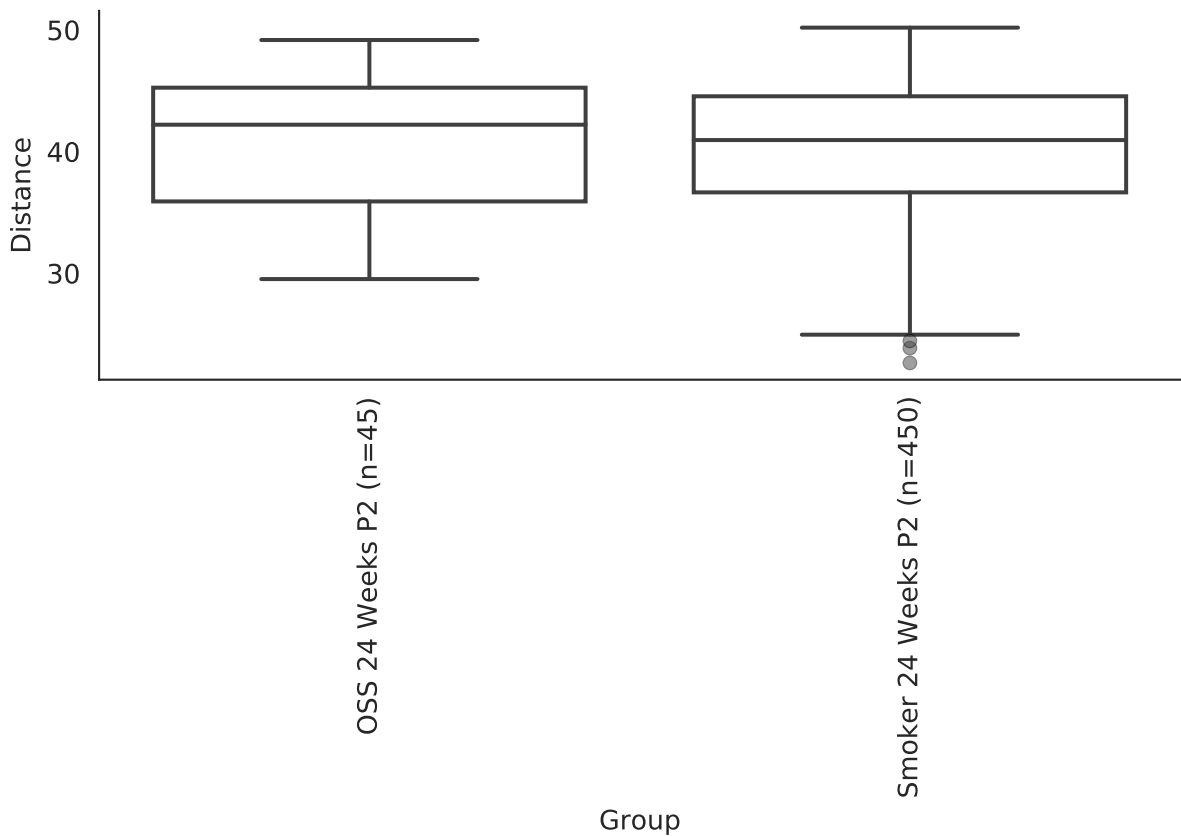 50
40
30
Distance
OSS 24 Weeks P2 (n=45)
Smoker 24 Weeks P2 (n=450)
Group